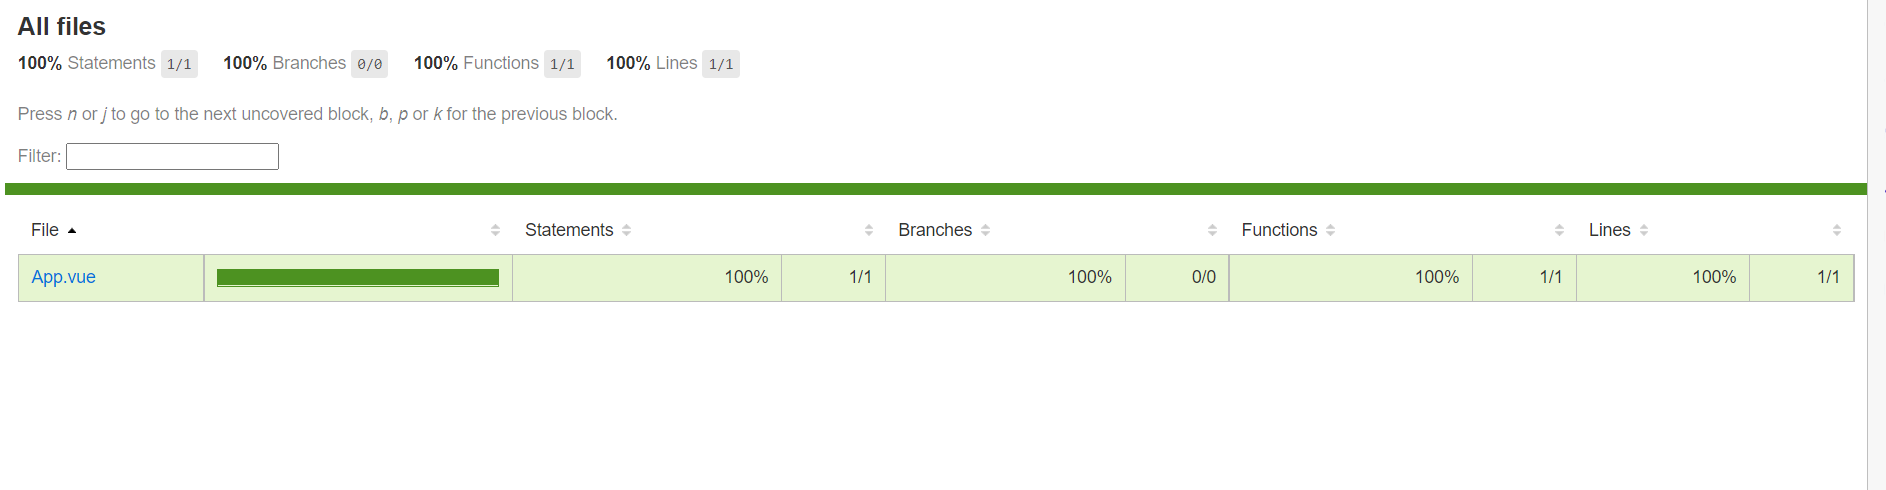 All files
100% Statements 1/1 100% Branches 0/0 100% Functions 1/1 100% Lines 1/1
Press n or j to go to the next uncovered block, b, p or k for the previous block.
Filter:
File Statements Branches Functions Lines
App.vue 100% 1/1 100% 0/0 100% 1/1 100% 1/1